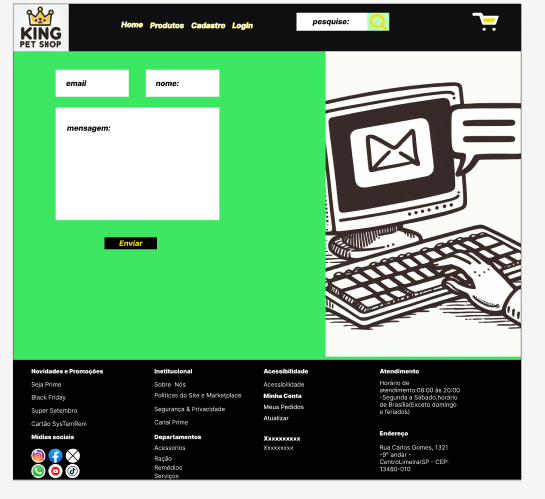 KING
PET SHOP
Home Produtos Cadastro Login
pesquise:
email
nome:
mensagem:
Enviar
Novidades e Promoções
Seja Prime
Black Friday
Super Setembro
Cartão SysTemRem
Mídias sociais
Institucional
Sobre Nós
Políticas do Site e Marketplace
Segurança & Privacidade
Canal Prime
Departamentos
Acessorios
Ração
Remédios
Serviços
Acessibilidade
Acessibilidade
Minha Conta
Meus Pedidos
Atualizar
Xxxxxxxxxx
Xxxxxxxxx
Atendimento
Horário de
atendimento:08:00 às 20:00
-Segunda a Sábado,horário
de Brasília(Exceto domingo
e feriados)
Endereço
Rua Carlos Gomes, 1321
-9º andar -
CentroLimeira/SP - CEP:
13480-010